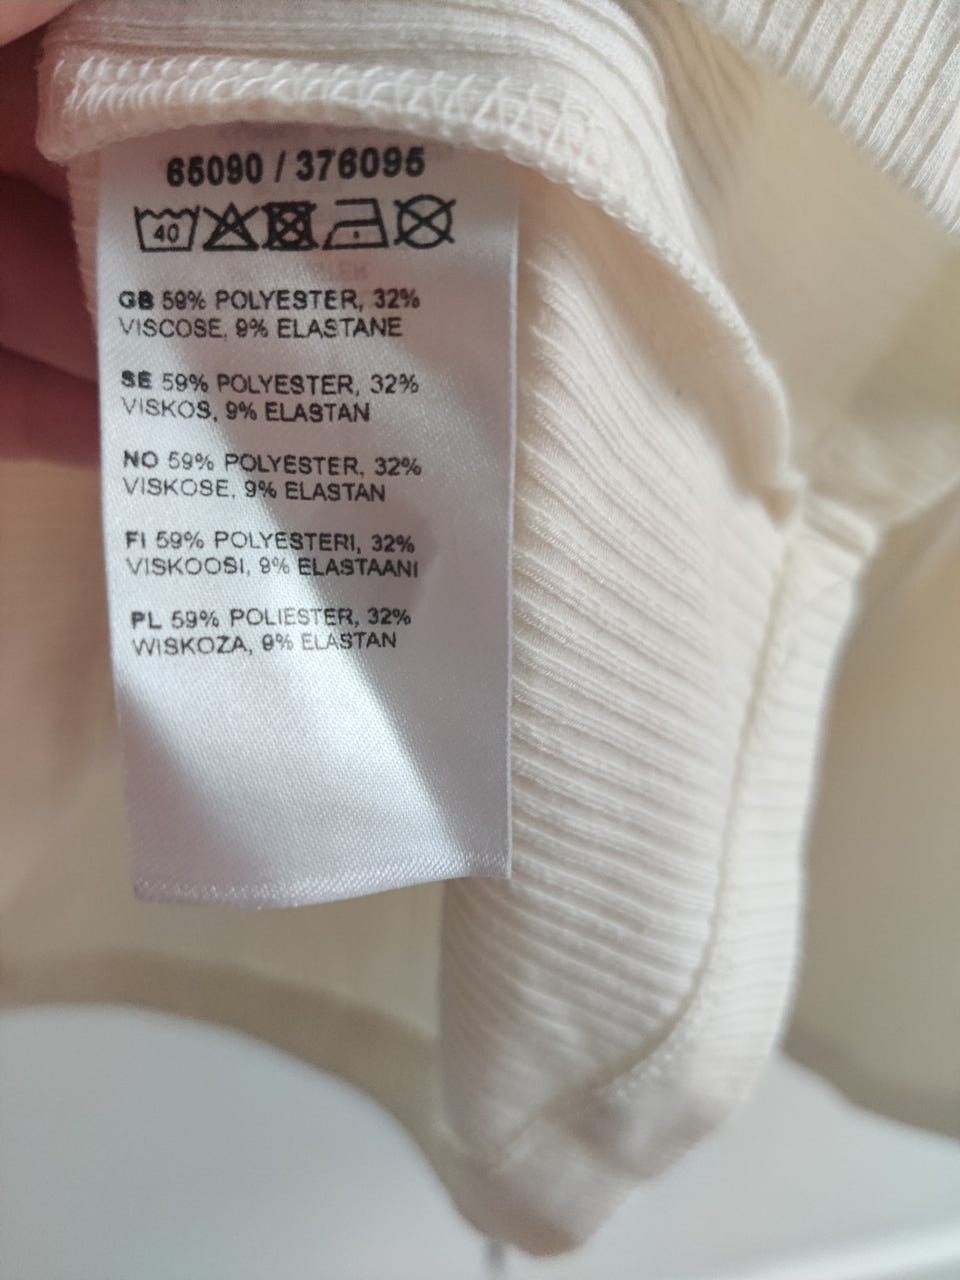 65090 / 376095
40
GB 59% POLYESTER, 32%
VISCOSE, 9% ELASTANE
SE 59% POLYESTER, 32%
VISKOS, 9% ELASTAN
NO 59% POLYESTER, 32%
VISKOSE, 9% ELASTAN
FI 59% POLYESTERI, 32%
VISKOOSI, 9% ELASTAANI
PL 59% POLIESTER, 32%
WISKOZA, 9% ELASTAN